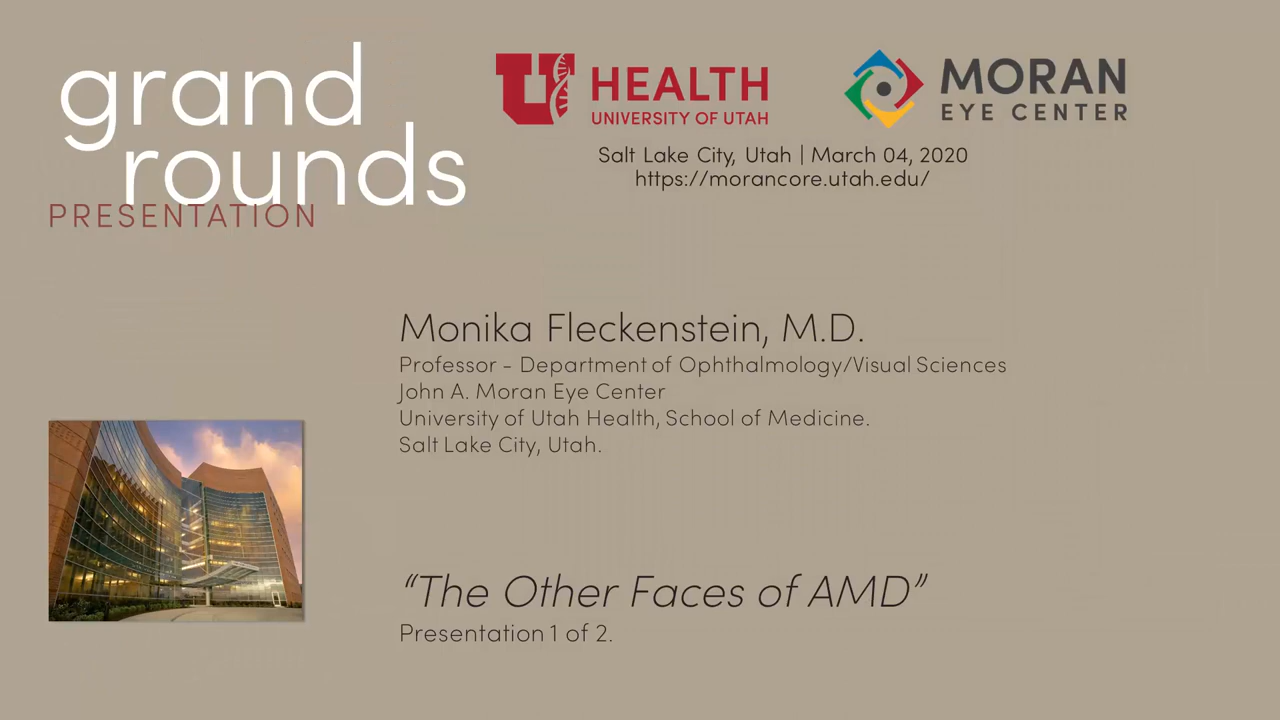 grand
rounds
PRESENTATION
U HEALTH
UNIVERSITY OF UTAH
MORAN
EYE CENTER
Salt Lake City, Utah | March 04, 2020
https://morancore.utah.edu/
Monika Fleckenstein, M.D.
Professor - Department of Ophthalmology/Visual Sciences
John A. Moran Eye Center
University of Utah Health, School of Medicine.
Salt Lake City, Utah.
“The Other Faces of AMD”
Presentation 1 of 2.